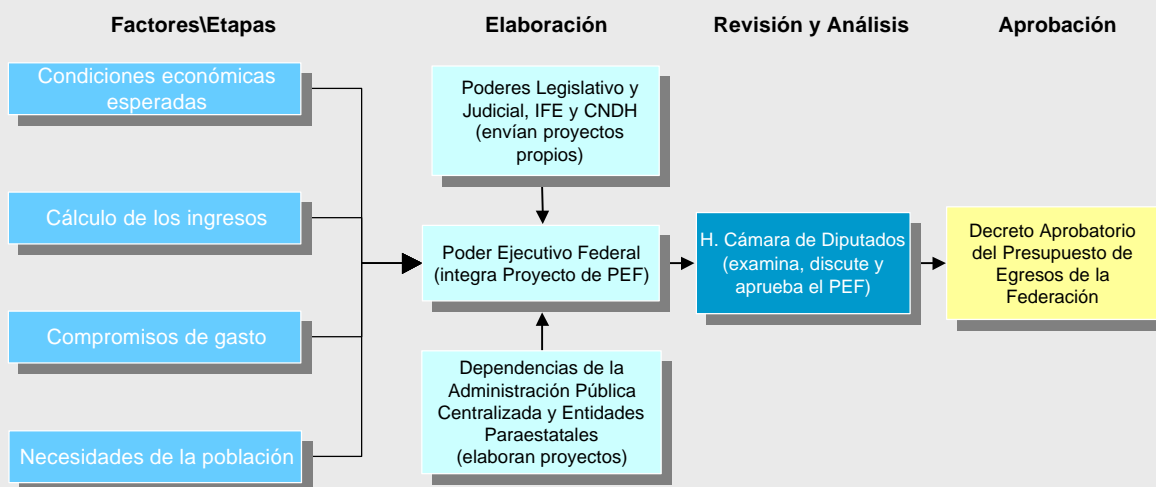 Factores\Etapas
Elaboración
Revisión y Análisis
Aprobación
Condiciones económicas
esperadas
Cálculo de los ingresos
Compromisos de gasto
Necesidades de la población
Poderes Legislativo y
Judicial, IFE y CNDH
(envían proyectos
propios)
Poder Ejecutivo Federal
(integra Proyecto de PEF)
Dependencias de la
Administración Pública
Centralizada y Entidades
Paraestatales
(elaboran proyectos)
H. Cámara de Diputados
(examina, discute y
aprueba el PEF)
Decreto Aprobatorio
del Presupuesto de
Egresos de la
Federación